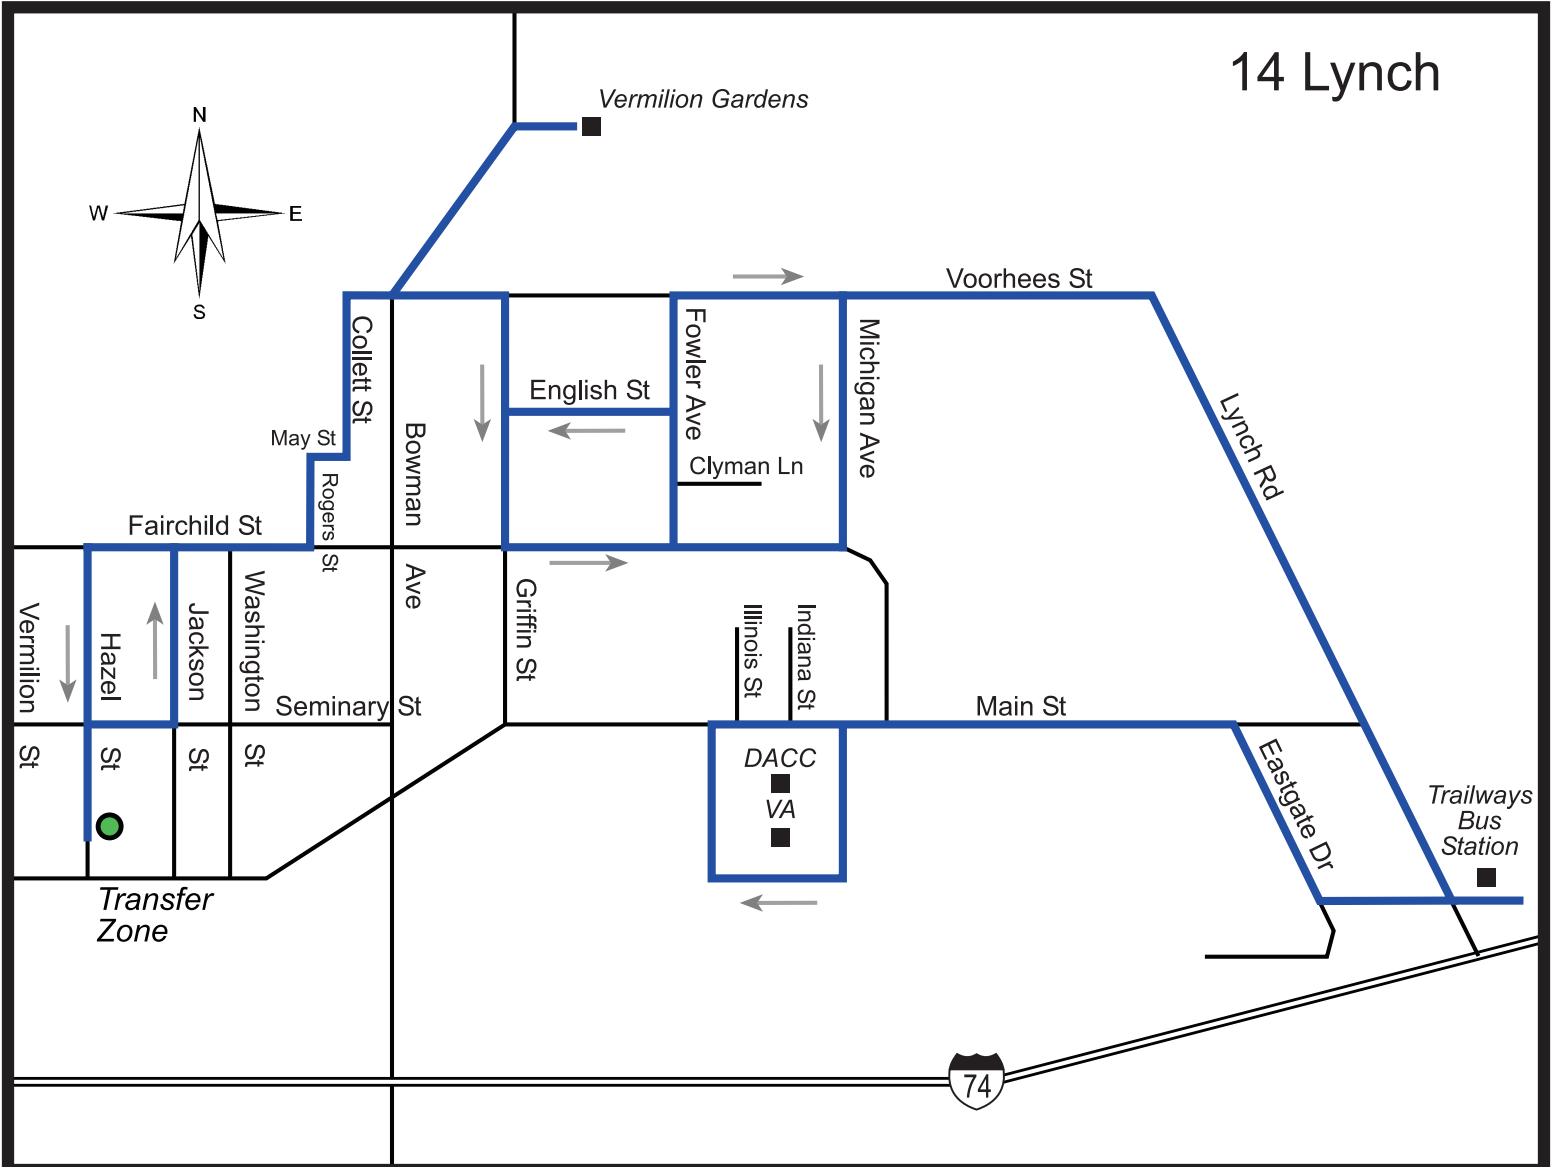 14 Lynch
Vermilion Gardens
N
W
E
S
Voorhees St
Collett St
Fowler Ave
Michigan Ave
English St
Lynch Rd
May St
Bowman
Ave
Clyman Ln
Rogers
St
Fairchild St
Vermilion
St
Hazel
St
Jackson
St
Washington
St
Griffin St
Illinois St
Indiana St
Seminary St
Main St
Eastgate Dr
DACC
VA
Trailways
Bus
Station
Transfer
Zone
74